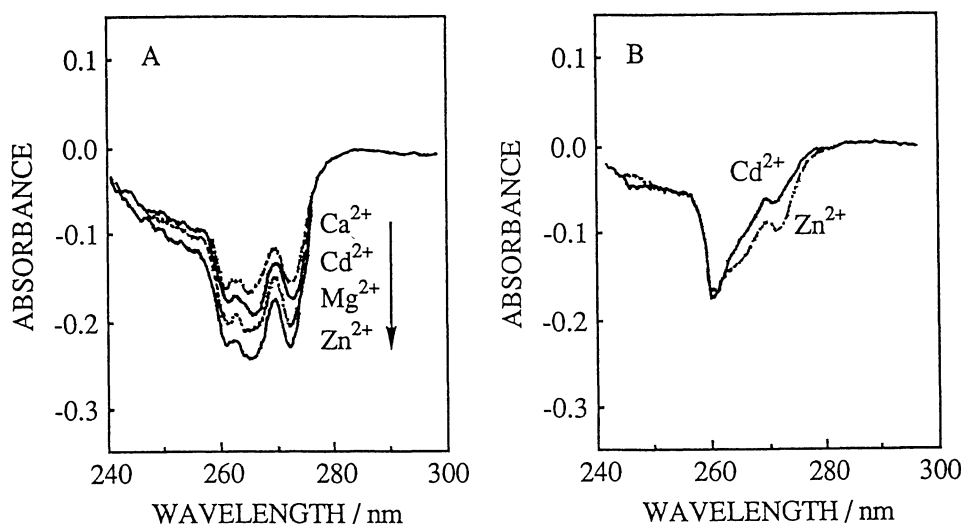 A
0.1
0.0
-0.1
-0.2
-0.3
ABSORBANCE
Ca²⁺
Cd²⁺
Mg²⁺
Zn²⁺
240
260
280
300
WAVELENGTH / nm
B
0.1
0.0
-0.1
-0.2
-0.3
ABSORBANCE
Cd²⁺
Zn²⁺
240
260
280
300
WAVELENGTH / nm